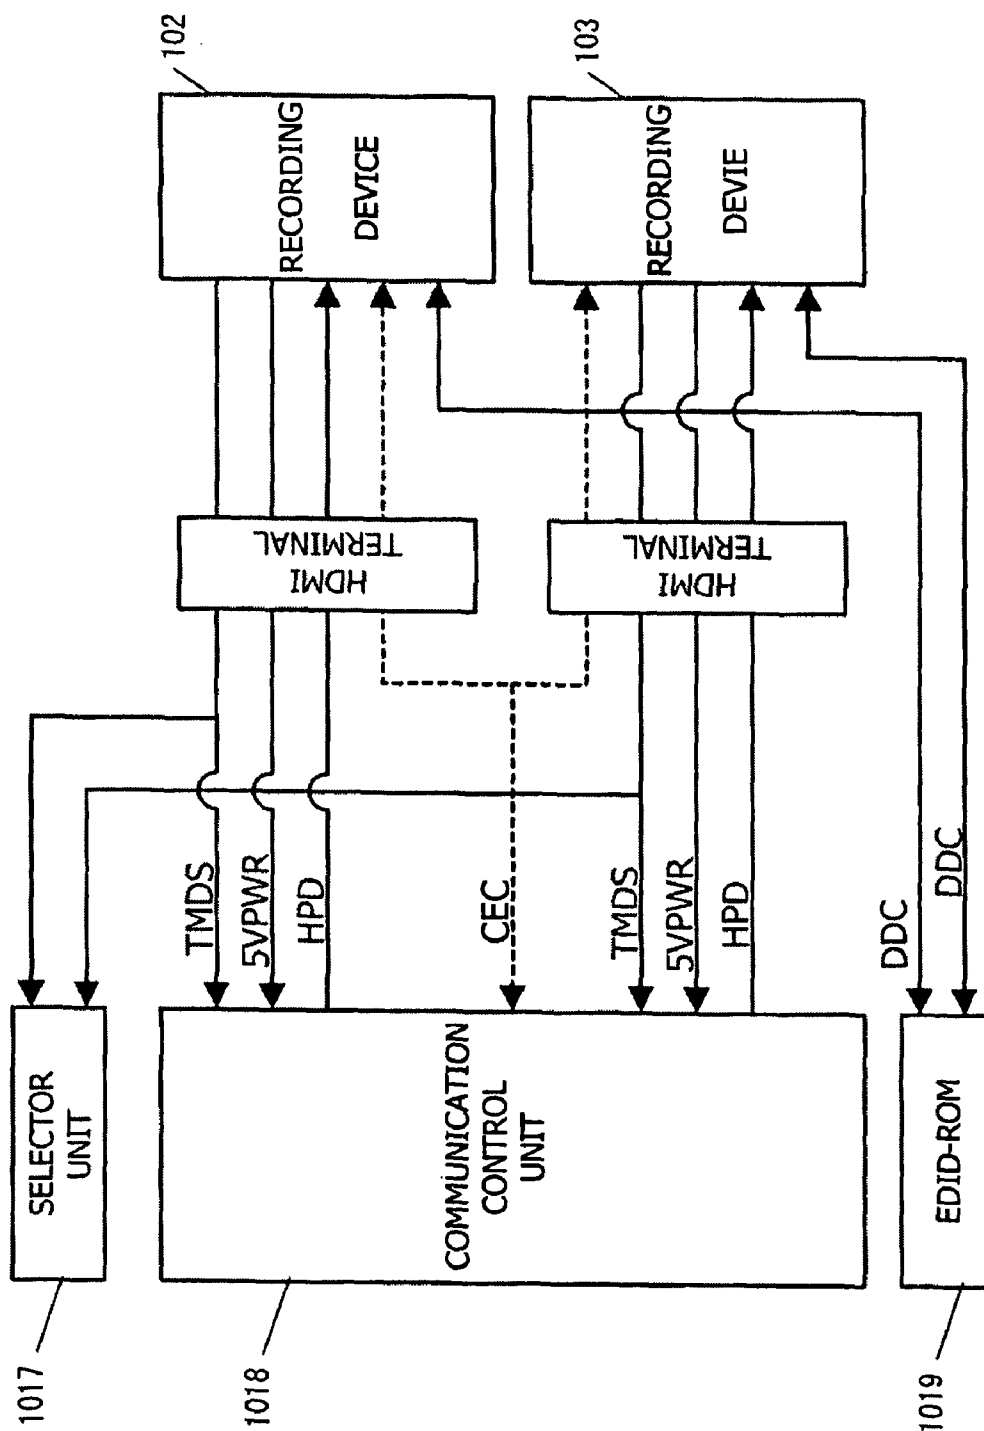 102
RECORDING
DEVICE
103
RECORDING
DEVIE
HDMI
TERMINAL
HDMI
TERMINAL
TMDS
5VPWR
HPD
CEC
TMDS
5VPWR
HPD
DDC
DDC
SELECTOR
UNIT
1017
COMMUNICATION
CONTROL
UNIT
1018
EDID-ROM
1019